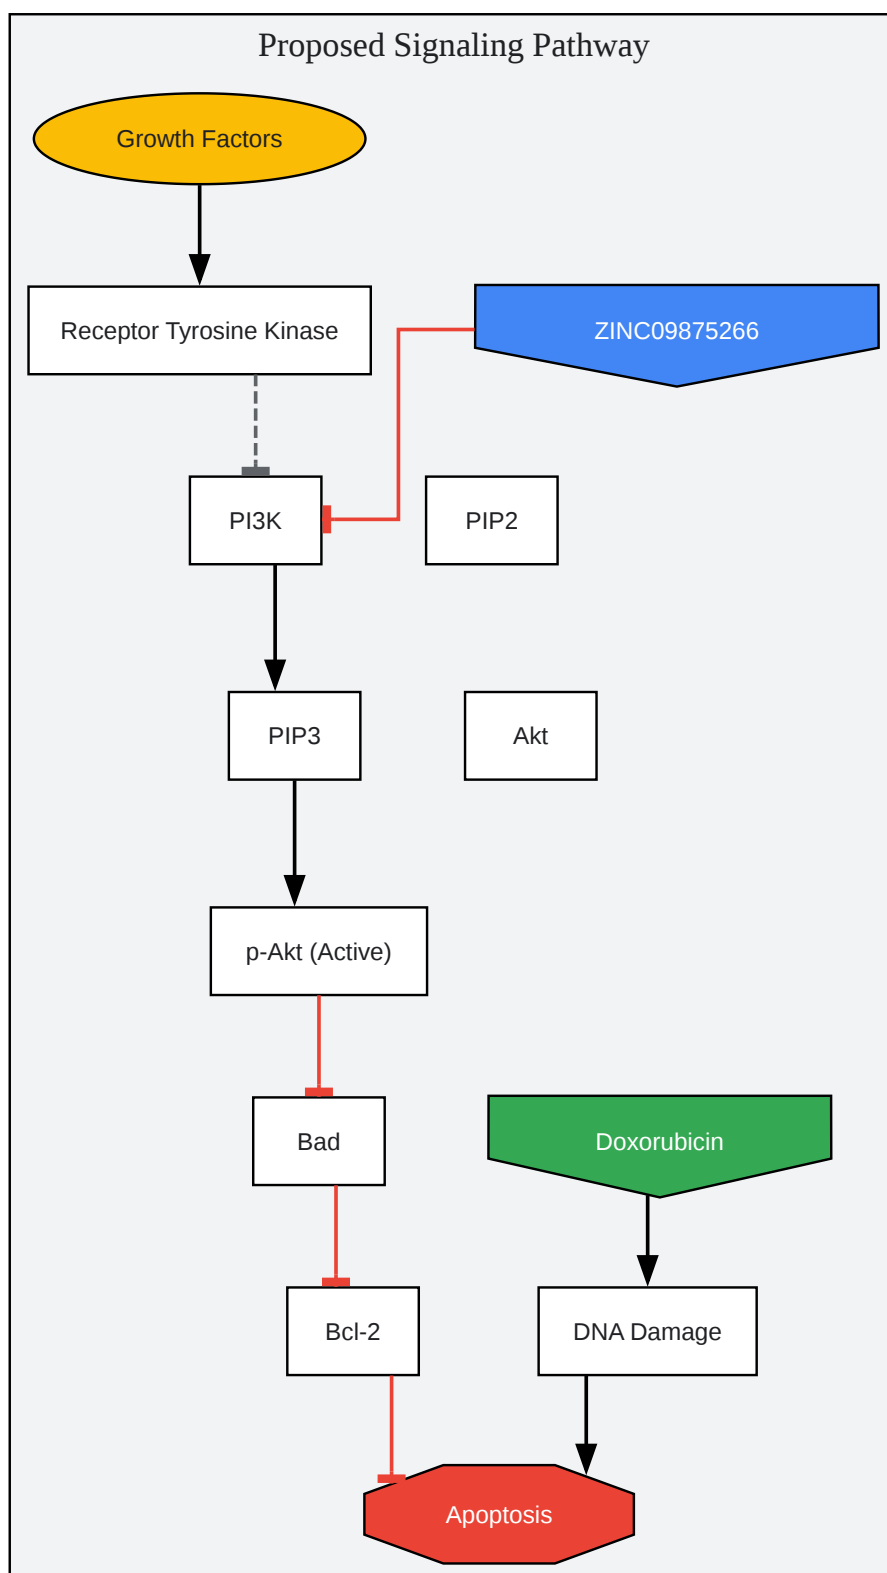 Proposed Signaling Pathway
Growth Factors
Receptor Tyrosine Kinase
ZINC09875266
PI3K
PIP2
PIP3
Akt
p-Akt (Active)
Bad
Doxorubicin
Bcl-2
DNA Damage
Apoptosis